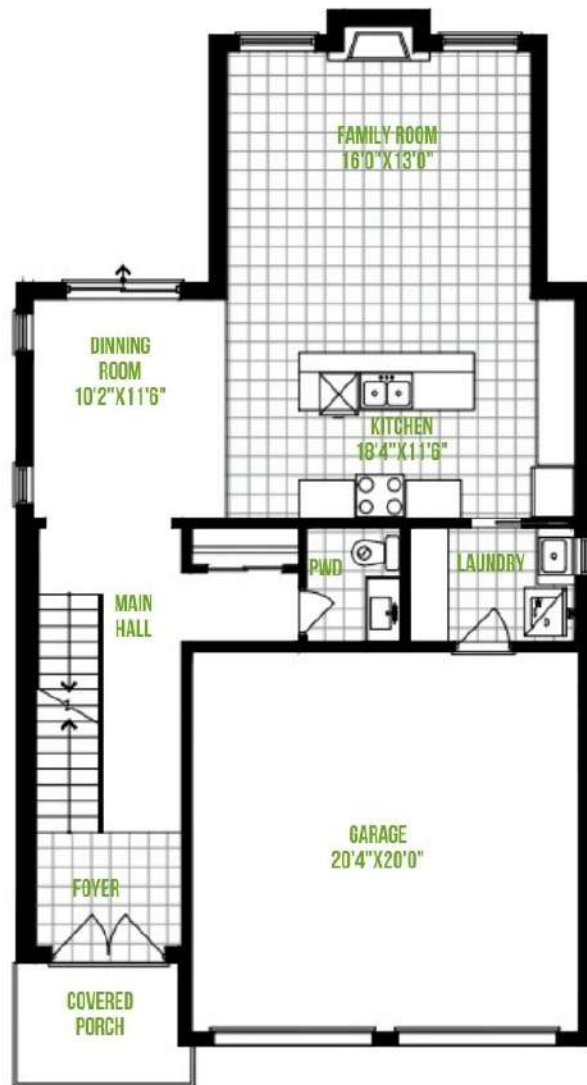 FAMILY ROOM
16'0"X13'0"
DINNING
ROOM
10'2"X11'6"
KITCHEN
18'4"X11'6"
PWD
LAUNDRY
MAIN
HALL
GARAGE
20'4"X20'0"
FOYER
COVERED
PORCH